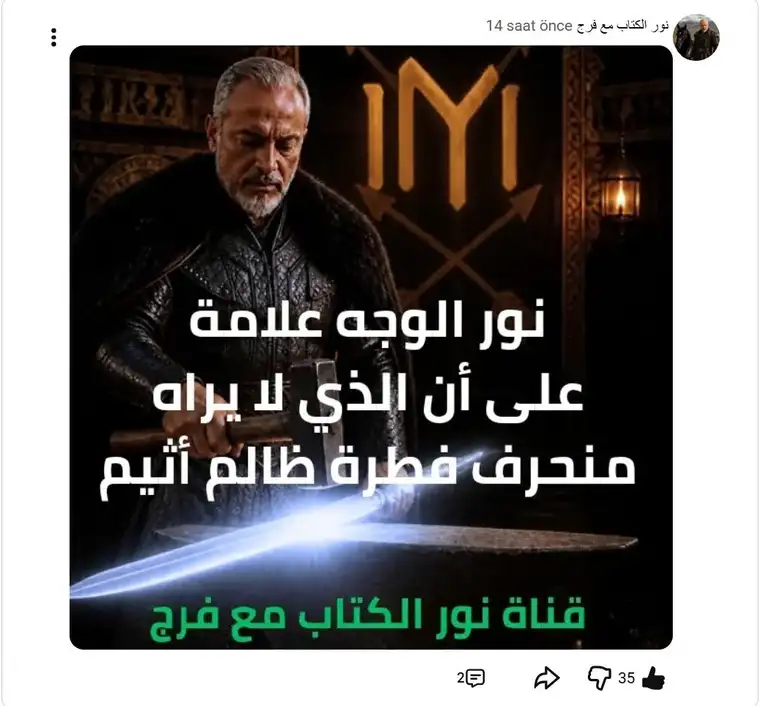 نور الكتاب مع فرج 14 saat önce
نور الوجه علامة
على أن الذي لا يراه
منحرف فطرة ظالم أثيم
قناة نور الكتاب مع فرج
35
2